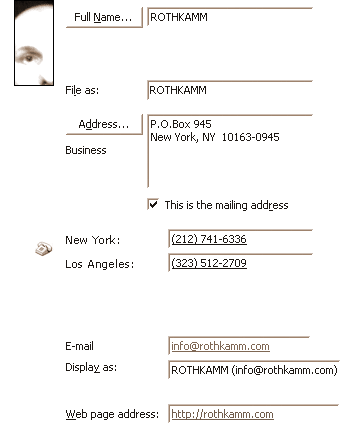 Full Name... ROTHKAMM
File as: ROTHKAMM
Address... P.O.Box 945
New York, NY 10163-0945
Business
This is the mailing address
New York: (212) 741-6336
Los Angeles: (323) 512-2709
E-mail info@rothkamm.com
Display as: ROTHKAMM (info@rothkamm.com)
Web page address: http://rothkamm.com